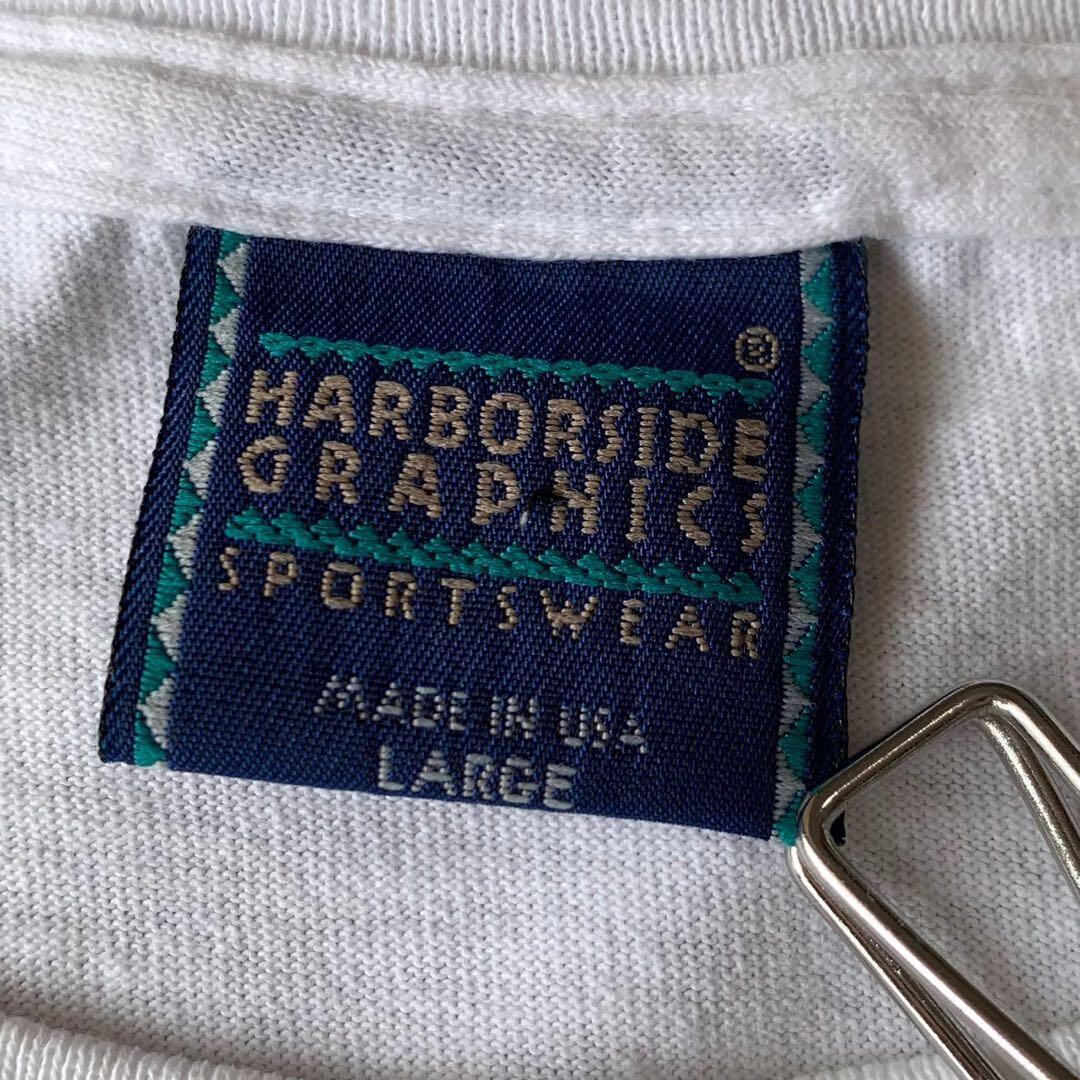 ®
HARBORSIDE
GRAPHICS
SPORTSWEAR
MADE IN USA
LARGE